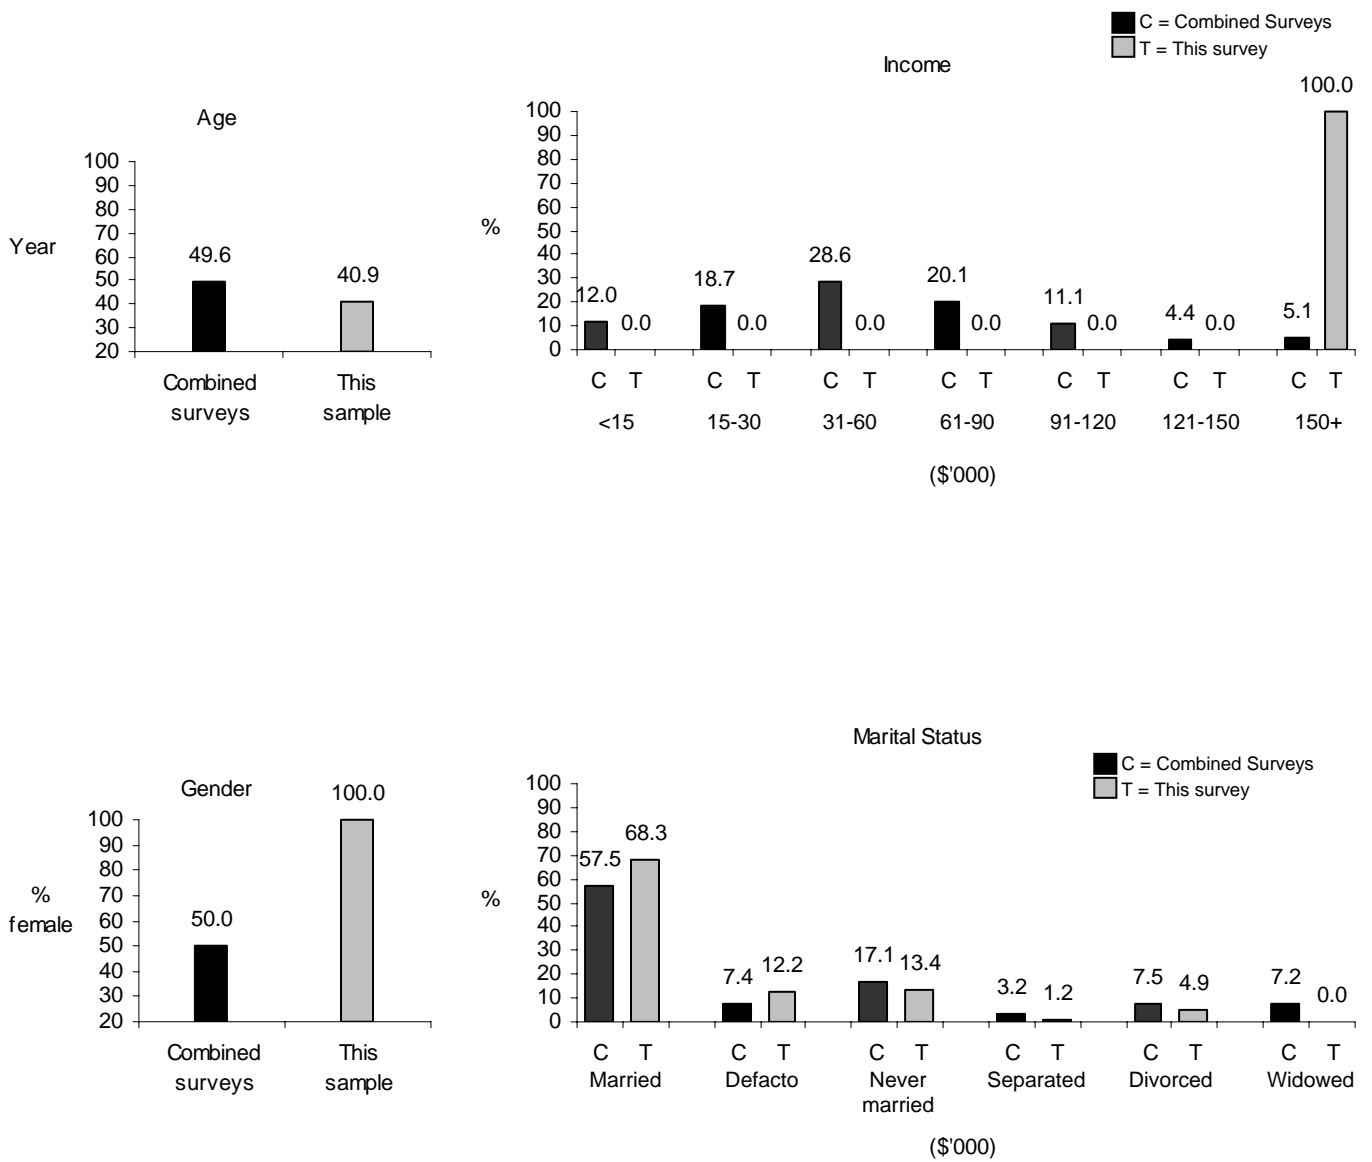 Age
100
90
80
70
60
50
40
30
20
Year
49.6
40.9
Combined surveys
This sample
C = Combined Surveys
T = This survey
Income
100
90
80
70
60
50
40
30
20
10
0
%
12.0 0.0 18.7 0.0 28.6 0.0 20.1 0.0 11.1 0.0 4.4 0.0 5.1 100.0
C T C T C T C T C T C T C T
<15 15-30 31-60 61-90 91-120 121-150 150+
($'000)
Gender
100
90
80
70
60
50
40
30
20
%
female
50.0
100.0
Combined surveys
This sample
Marital Status
C = Combined Surveys
T = This survey
100
90
80
70
60
50
40
30
20
10
0
%
57.5 68.3 7.4 12.2 17.1 13.4 3.2 1.2 7.5 4.9 7.2 0.0
C T C T C T C T C T C T
Married Defacto Never married Separated Divorced Widowed
($'000)